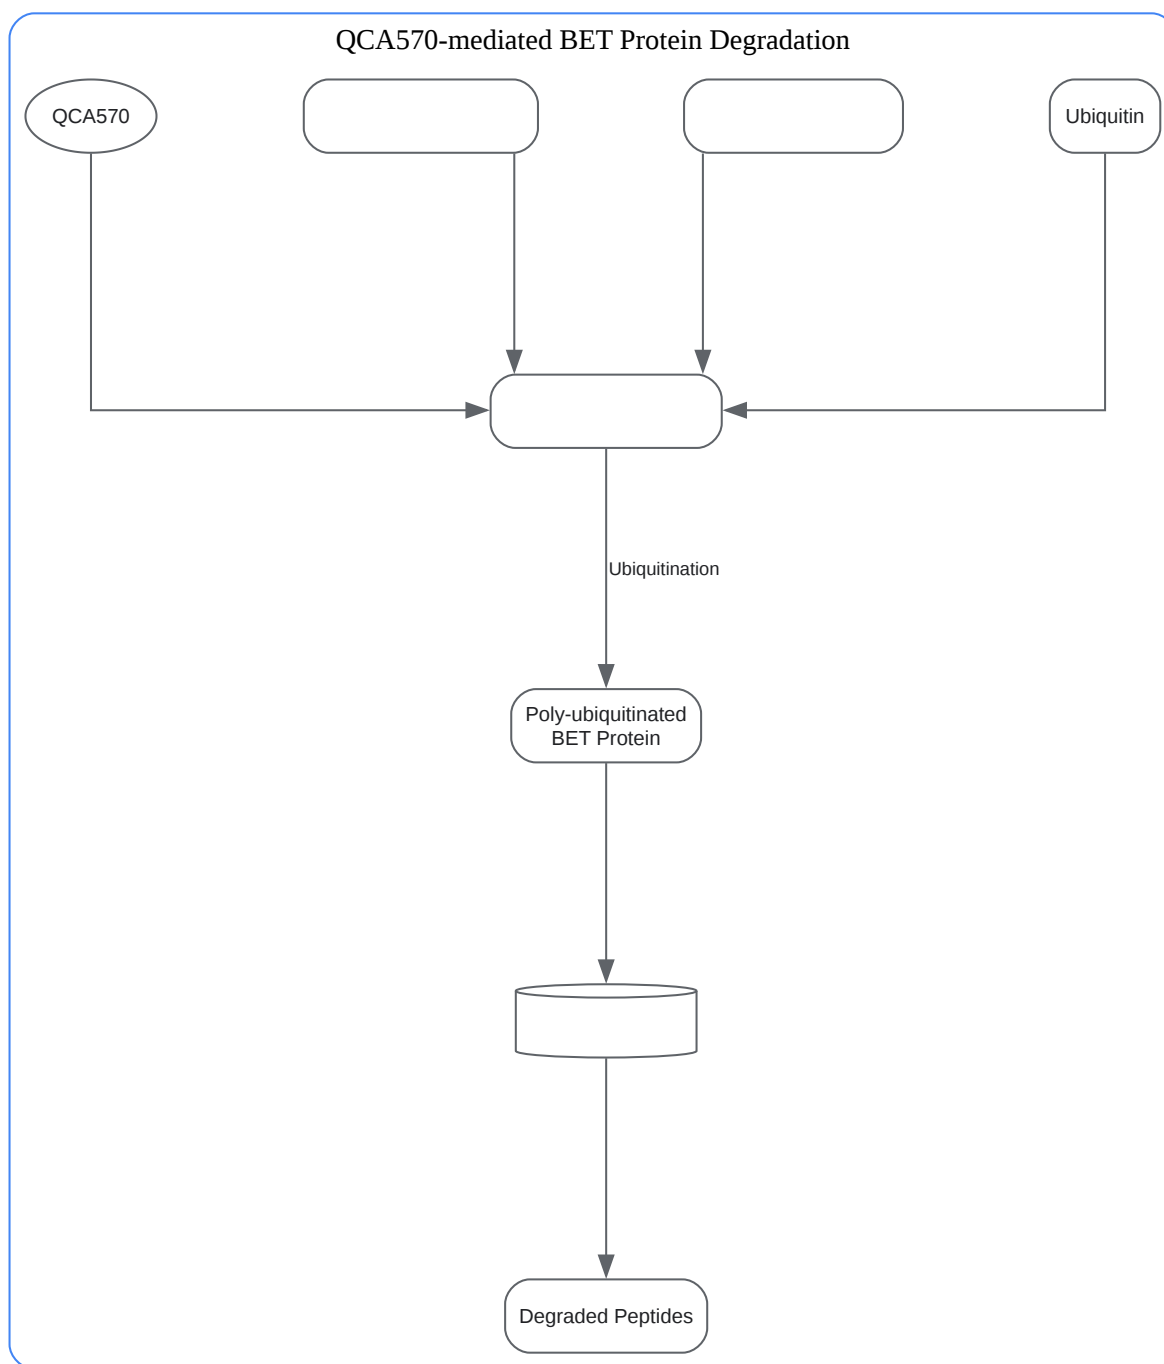 QCA570-mediated BET Protein Degradation
QCA570
Ubiquitin
Ubiquitination
Poly-ubiquitinated
BET Protein
Degraded Peptides